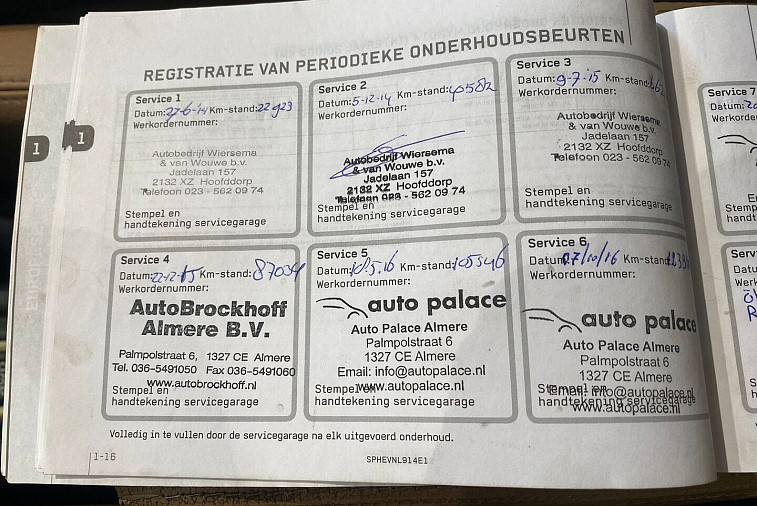 REGISTRATIE VAN PERIODIEKE ONDERHOUDSBEURTEN
1
1
Service 1
Datum: 27-6-14 Km-stand: 22923
Werkordernummer:
Autobedrijf Wiersema
& van Wouwe b.v.
Jadelaan 157
2132 XZ Hoofddorp
Telefoon 023 - 562 09 74
Stempel en
handtekening servicegarage
Service 2
Datum: 5-12-14 Km-stand: 40582
Werkordernummer:
Autobedrijf Wiersema
& van Wouwe b.v.
Jadelaan 157
2132 XZ Hoofddorp
Telefoon 023 - 562 09 74
Stempel en
handtekening servicegarage
Service 3
Datum: 9-7-15 Km-stand:
Werkordernummer:
Autobedrijf Wiersema
& van Wouwe b.v.
Jadelaan 157
2132 XZ Hoofddorp
Telefoon 023 - 562 09 74
Stempel en
handtekening servicegarage
Service 4
Datum: 22-12-15 Km-stand: 87034
Werkordernummer:
AutoBrockhoff
Almere B.V.
Palmpolstraat 6, 1327 CE Almere
Tel. 036-5491050 Fax 036-5491060
www.autobrockhoff.nl
Stempel en
handtekening servicegarage
Service 5
Datum: 10.5.16 Km-stand: 105546
Werkordernummer:
auto palace
Auto Palace Almere
Palmpolstraat 6
1327 CE Almere
Email: info@autopalace.nl
www.autopalace.nl
Stempel en
handtekening servicegarage
Service 6
Datum: 07/10/16 Km-stand:
Werkordernummer:
auto palace
Auto Palace Almere
Palmpolstraat 6
1327 CE Almere
Email: info@autopalace.nl
www.autopalace.nl
Stempel en
handtekening servicegarage
Service 7
Volledig in te vullen door de servicegarage na elk uitgevoerd onderhoud.
1-16
SPHEVNL914E1